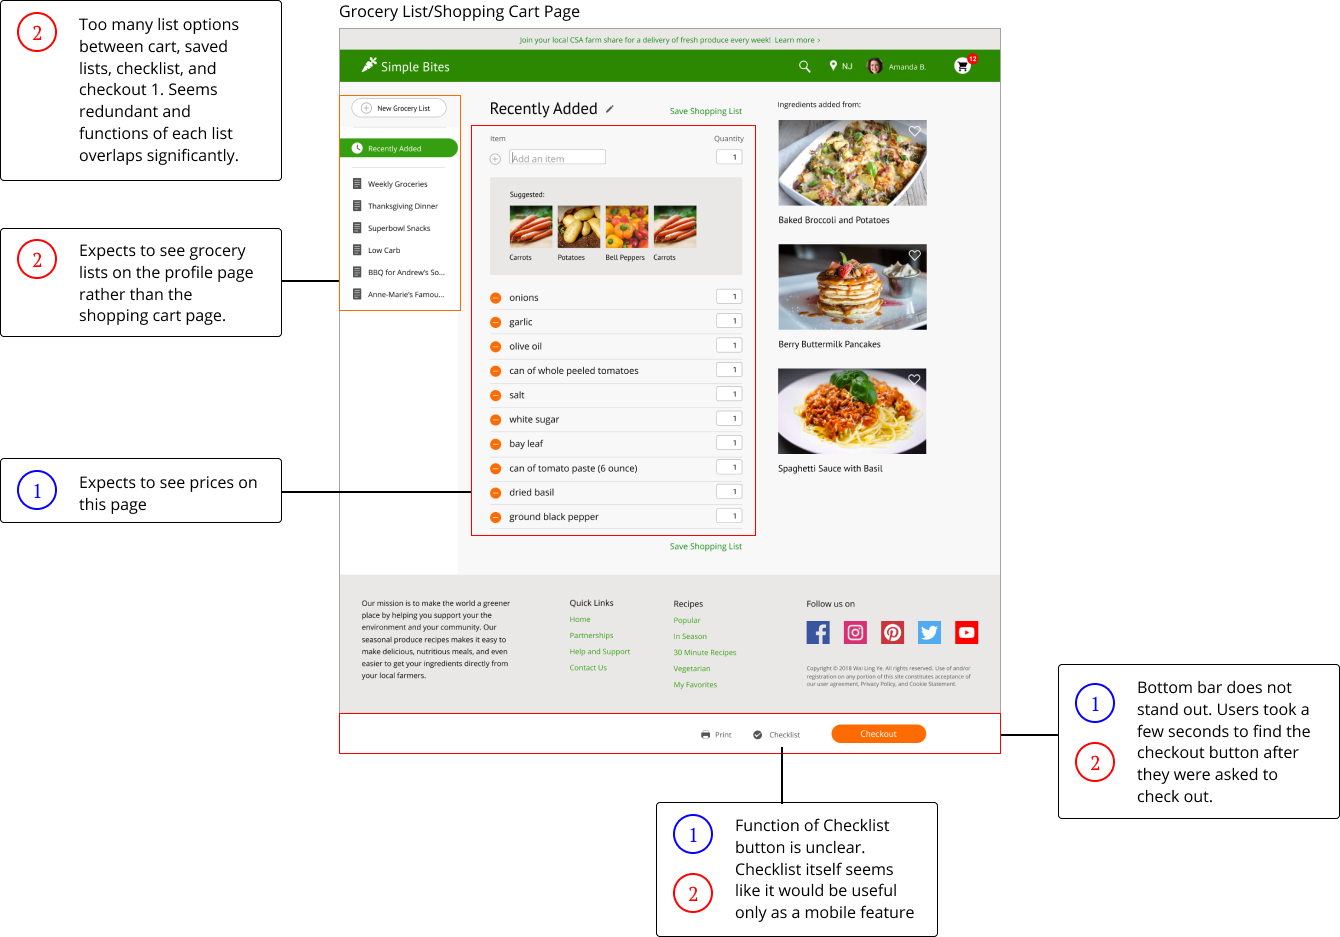 Grocery List/Shopping Cart Page
2
Too many list options
between cart, saved
lists, checklist, and
checkout 1. Seems
redundant and
functions of each list
overlaps significantly.
2
Expects to see grocery
lists on the profile page
rather than the
shopping cart page.
1
Expects to see prices on
this page
Join your local CSA farm share for a delivery of fresh produce every week! Learn more >
Simple Bites
NJ
Amanda B.
12
New Grocery List
Recently Added
Weekly Groceries
Thanksgiving Dinner
Superbowl Snacks
Low Carb
BBQ for Andrew's So...
Anne-Marie's Famou...
Recently Added
Save Shopping List
Item
Quantity
Add an item
1
Suggested:
Carrots
Potatoes
Bell Peppers
Carrots
onions 1
garlic 1
olive oil 1
can of whole peeled tomatoes 1
salt 1
white sugar 1
bay leaf 1
can of tomato paste (6 ounce) 1
dried basil 1
ground black pepper 1
Save Shopping List
Ingredients added from:
Baked Broccoli and Potatoes
Berry Buttermilk Pancakes
Spaghetti Sauce with Basil
Our mission is to make the world a greener
place by helping you support your the
environment and your community. Our
seasonal produce recipes makes it easy to
make delicious, nutritious meals, and even
easier to get your ingredients directly from
your local farmers.
Quick Links
Home
Partnerships
Help and Support
Contact Us
Recipes
Popular
In Season
30 Minute Recipes
Vegetarian
My Favorites
Follow us on
Copyright © 2018 Wai Ling Ye. All rights reserved. Use of and/or
registration on any portion of this site constitutes acceptance of
our user agreement, Privacy Policy, and Cookie Statement.
Print
Checklist
Checkout
1
2
Bottom bar does not
stand out. Users took a
few seconds to find the
checkout button after
they were asked to
check out.
1
2
Function of Checklist
button is unclear.
Checklist itself seems
like it would be useful
only as a mobile feature